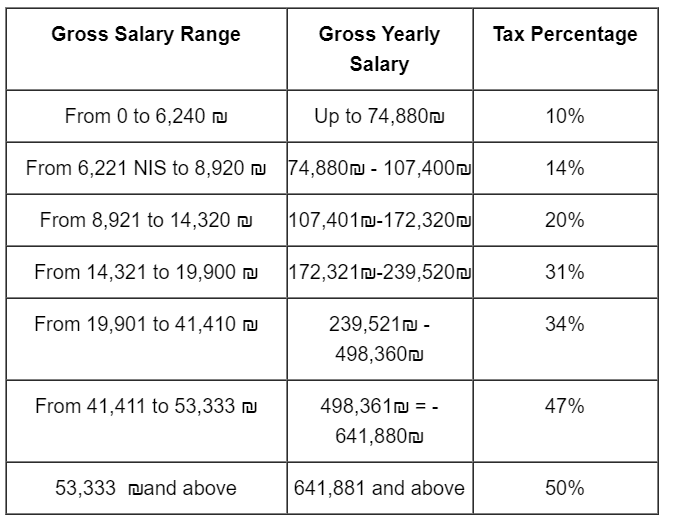 Gross Salary Range Gross Yearly Tax Percentage
Salary
From 0 to 6,240 ₪ Up to 74,880₪ 10%
From 6,221 NIS to 8,920 ₪ 74,880₪ - 107,400₪ 14%
From 8,921 to 14,320 ₪ 107,401₪-172,320₪ 20%
From 14,321 to 19,900 ₪ 172,321₪-239,520₪ 31%
From 19,901 to 41,410 ₪ 239,521₪ - 34%
498,360₪
From 41,411 to 53,333 ₪ 498,361₪ = - 47%
641,880₪
53,333 ₪and above 641,881 and above 50%